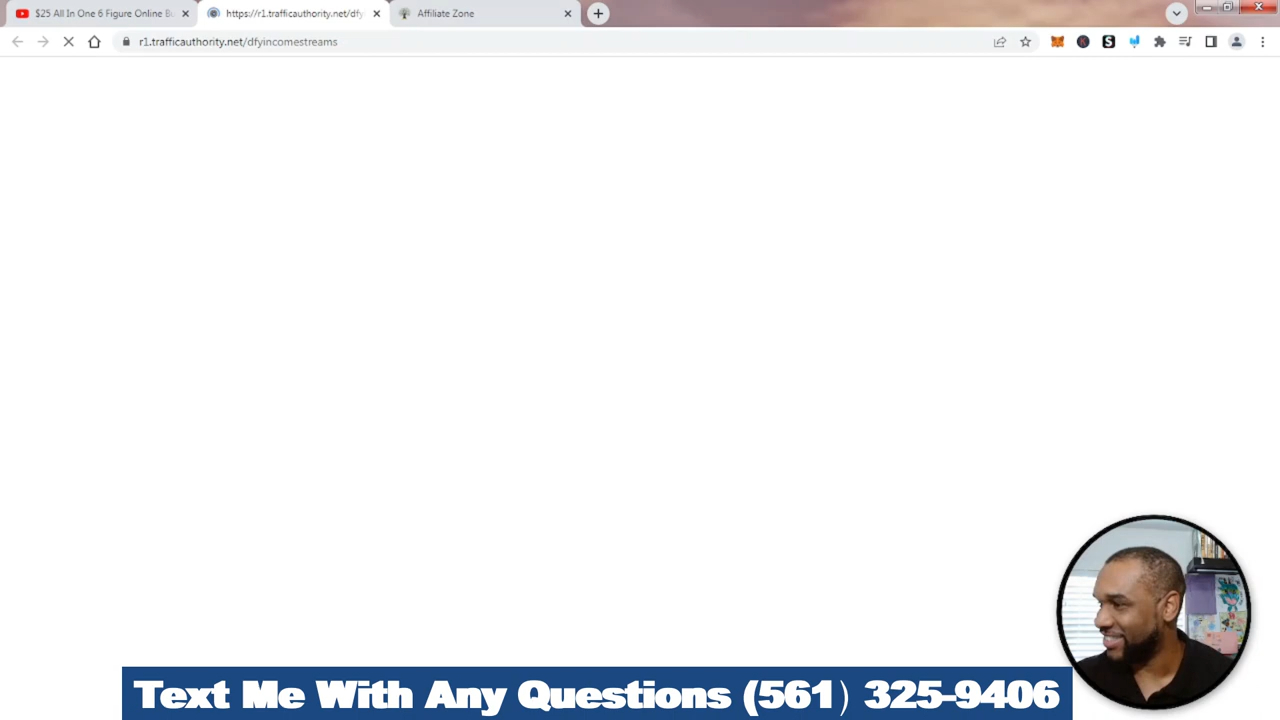 $25 All In One 6 Figure Online Bu
https://r1.trafficauthority.net/dfy
Affiliate Zone
r1.trafficauthority.net/dfyincomestreams
Text Me With Any Questions (561) 325-9406